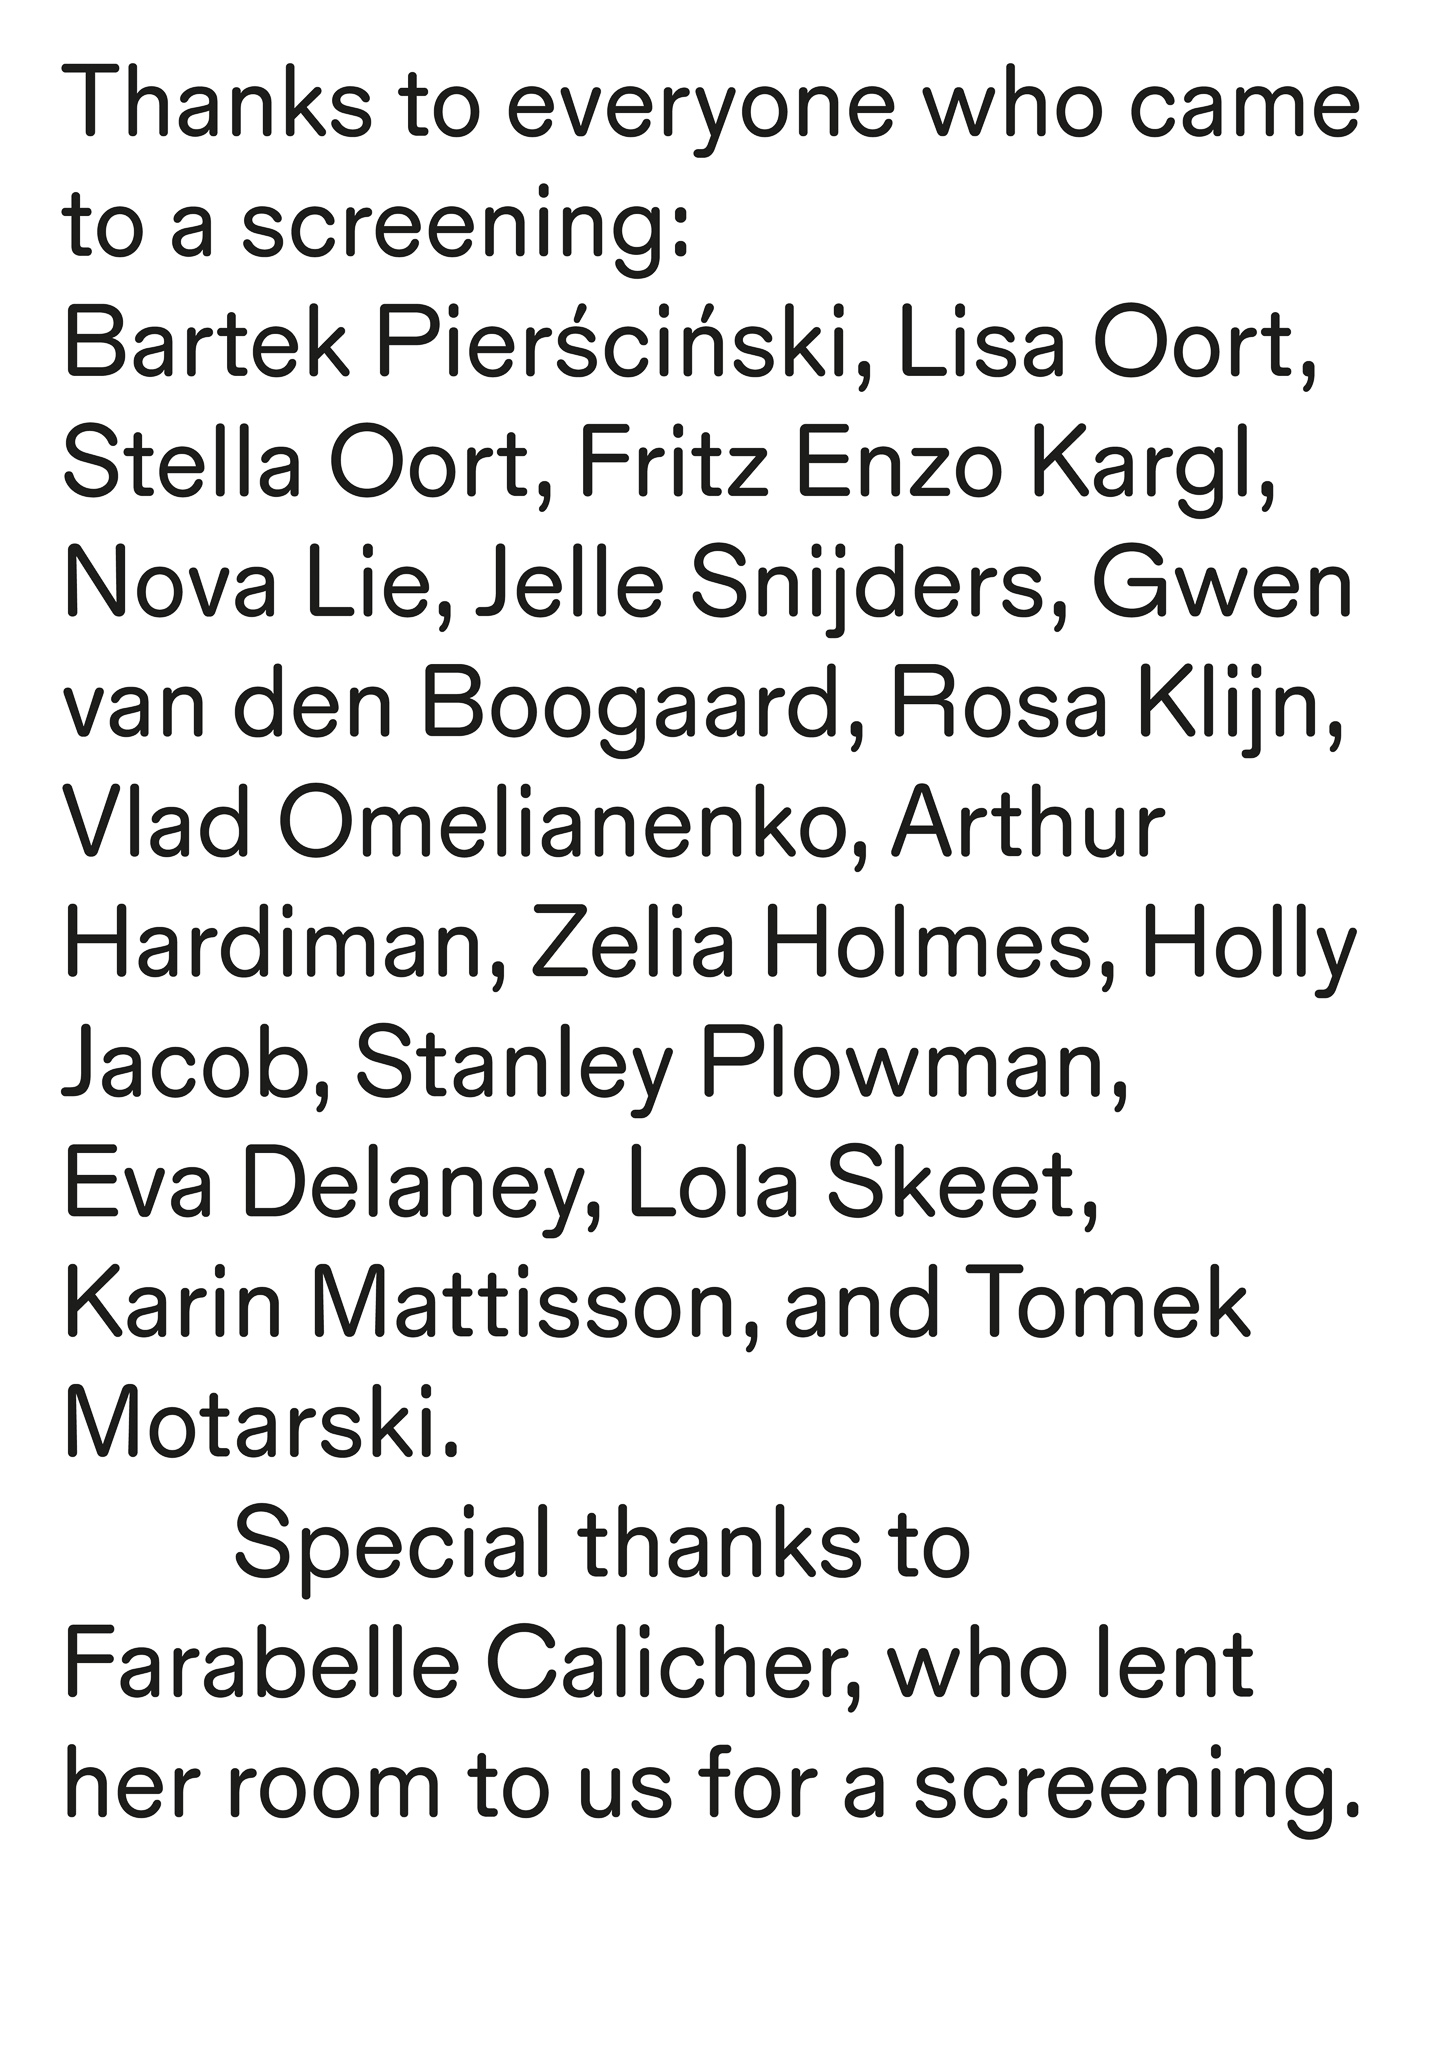 Thanks to everyone who came
to a screening:
Bartek Pierściński, Lisa Oort,
Stella Oort, Fritz Enzo Kargl,
Nova Lie, Jelle Snijders, Gwen
van den Boogaard, Rosa Klijn,
Vlad Omelianenko, Arthur
Hardiman, Zelia Holmes, Holly
Jacob, Stanley Plowman,
Eva Delaney, Lola Skeet,
Karin Mattisson, and Tomek
Motarski.
Special thanks to
Farabelle Calicher, who lent
her room to us for a screening.